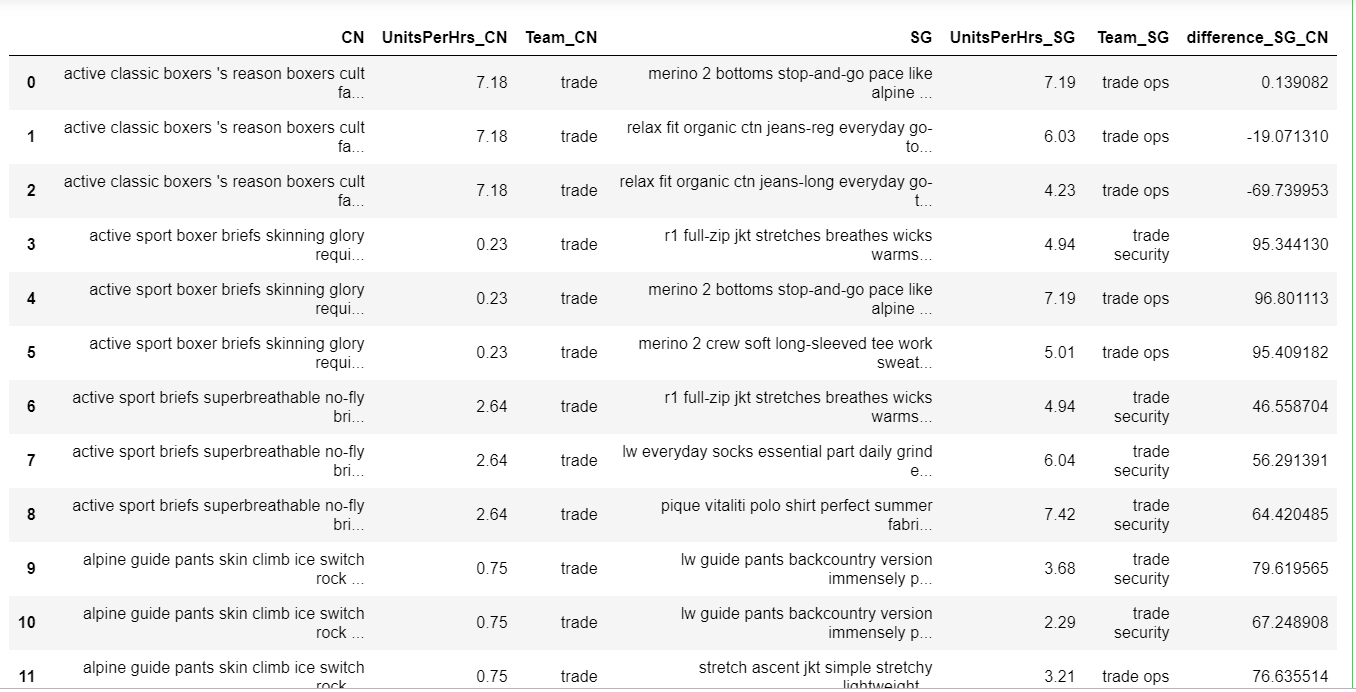 CN UnitsPerHrs_CN Team_CN SG UnitsPerHrs_SG Team_SG difference_SG_CN
0 active classic boxers 's reason boxers cult fa... 7.18 trade merino 2 bottoms stop-and-go pace like alpine ... 7.19 trade ops 0.139082
1 active classic boxers 's reason boxers cult fa... 7.18 trade relax fit organic ctn jeans-reg everyday go-to... 6.03 trade ops -19.071310
2 active classic boxers 's reason boxers cult fa... 7.18 trade relax fit organic ctn jeans-long everyday go-t... 4.23 trade ops -69.739953
3 active sport boxer briefs skinning glory requi... 0.23 trade r1 full-zip jkt stretches breathes wicks warms... 4.94 trade security 95.344130
4 active sport boxer briefs skinning glory requi... 0.23 trade merino 2 bottoms stop-and-go pace like alpine ... 7.19 trade ops 96.801113
5 active sport boxer briefs skinning glory requi... 0.23 trade merino 2 crew soft long-sleeved tee work sweat... 5.01 trade ops 95.409182
6 active sport briefs superbreathable no-fly bri... 2.64 trade r1 full-zip jkt stretches breathes wicks warms... 4.94 trade security 46.558704
7 active sport briefs superbreathable no-fly bri... 2.64 trade lw everyday socks essential part daily grind e... 6.04 trade security 56.291391
8 active sport briefs superbreathable no-fly bri... 2.64 trade pique vitaliti polo shirt perfect summer fabri... 7.42 trade security 64.420485
9 alpine guide pants skin climb ice switch rock ... 0.75 trade lw guide pants backcountry version immensely p... 3.68 trade security 79.619565
10 alpine guide pants skin climb ice switch rock ... 0.75 trade lw guide pants backcountry version immensely p... 2.29 trade security 67.248908
11 alpine guide pants skin climb ice switch rock ... 0.75 trade stretch ascent jkt simple stretchy lightweight... 3.21 trade ops 76.635514